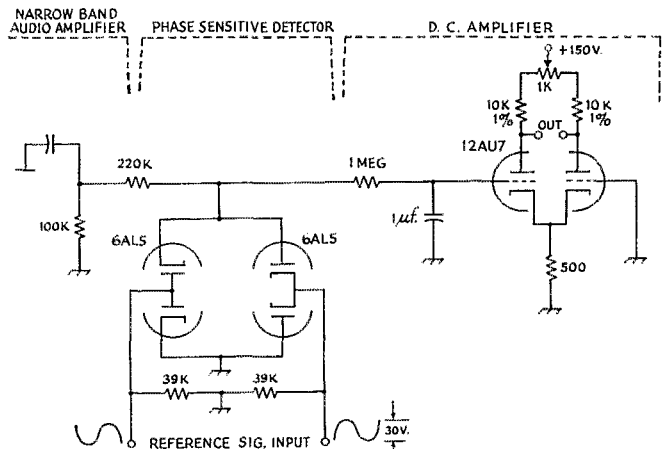 NARROW BAND
AUDIO AMPLIFIER
PHASE SENSITIVE DETECTOR
D. C. AMPLIFIER
+150V.
1K
10K
1%
10K
1%
OUT
12AU7
220K
1 MEG
100K
6AL5
6AL5
1μf.
500
39K
39K
REFERENCE SIG. INPUT
30V.